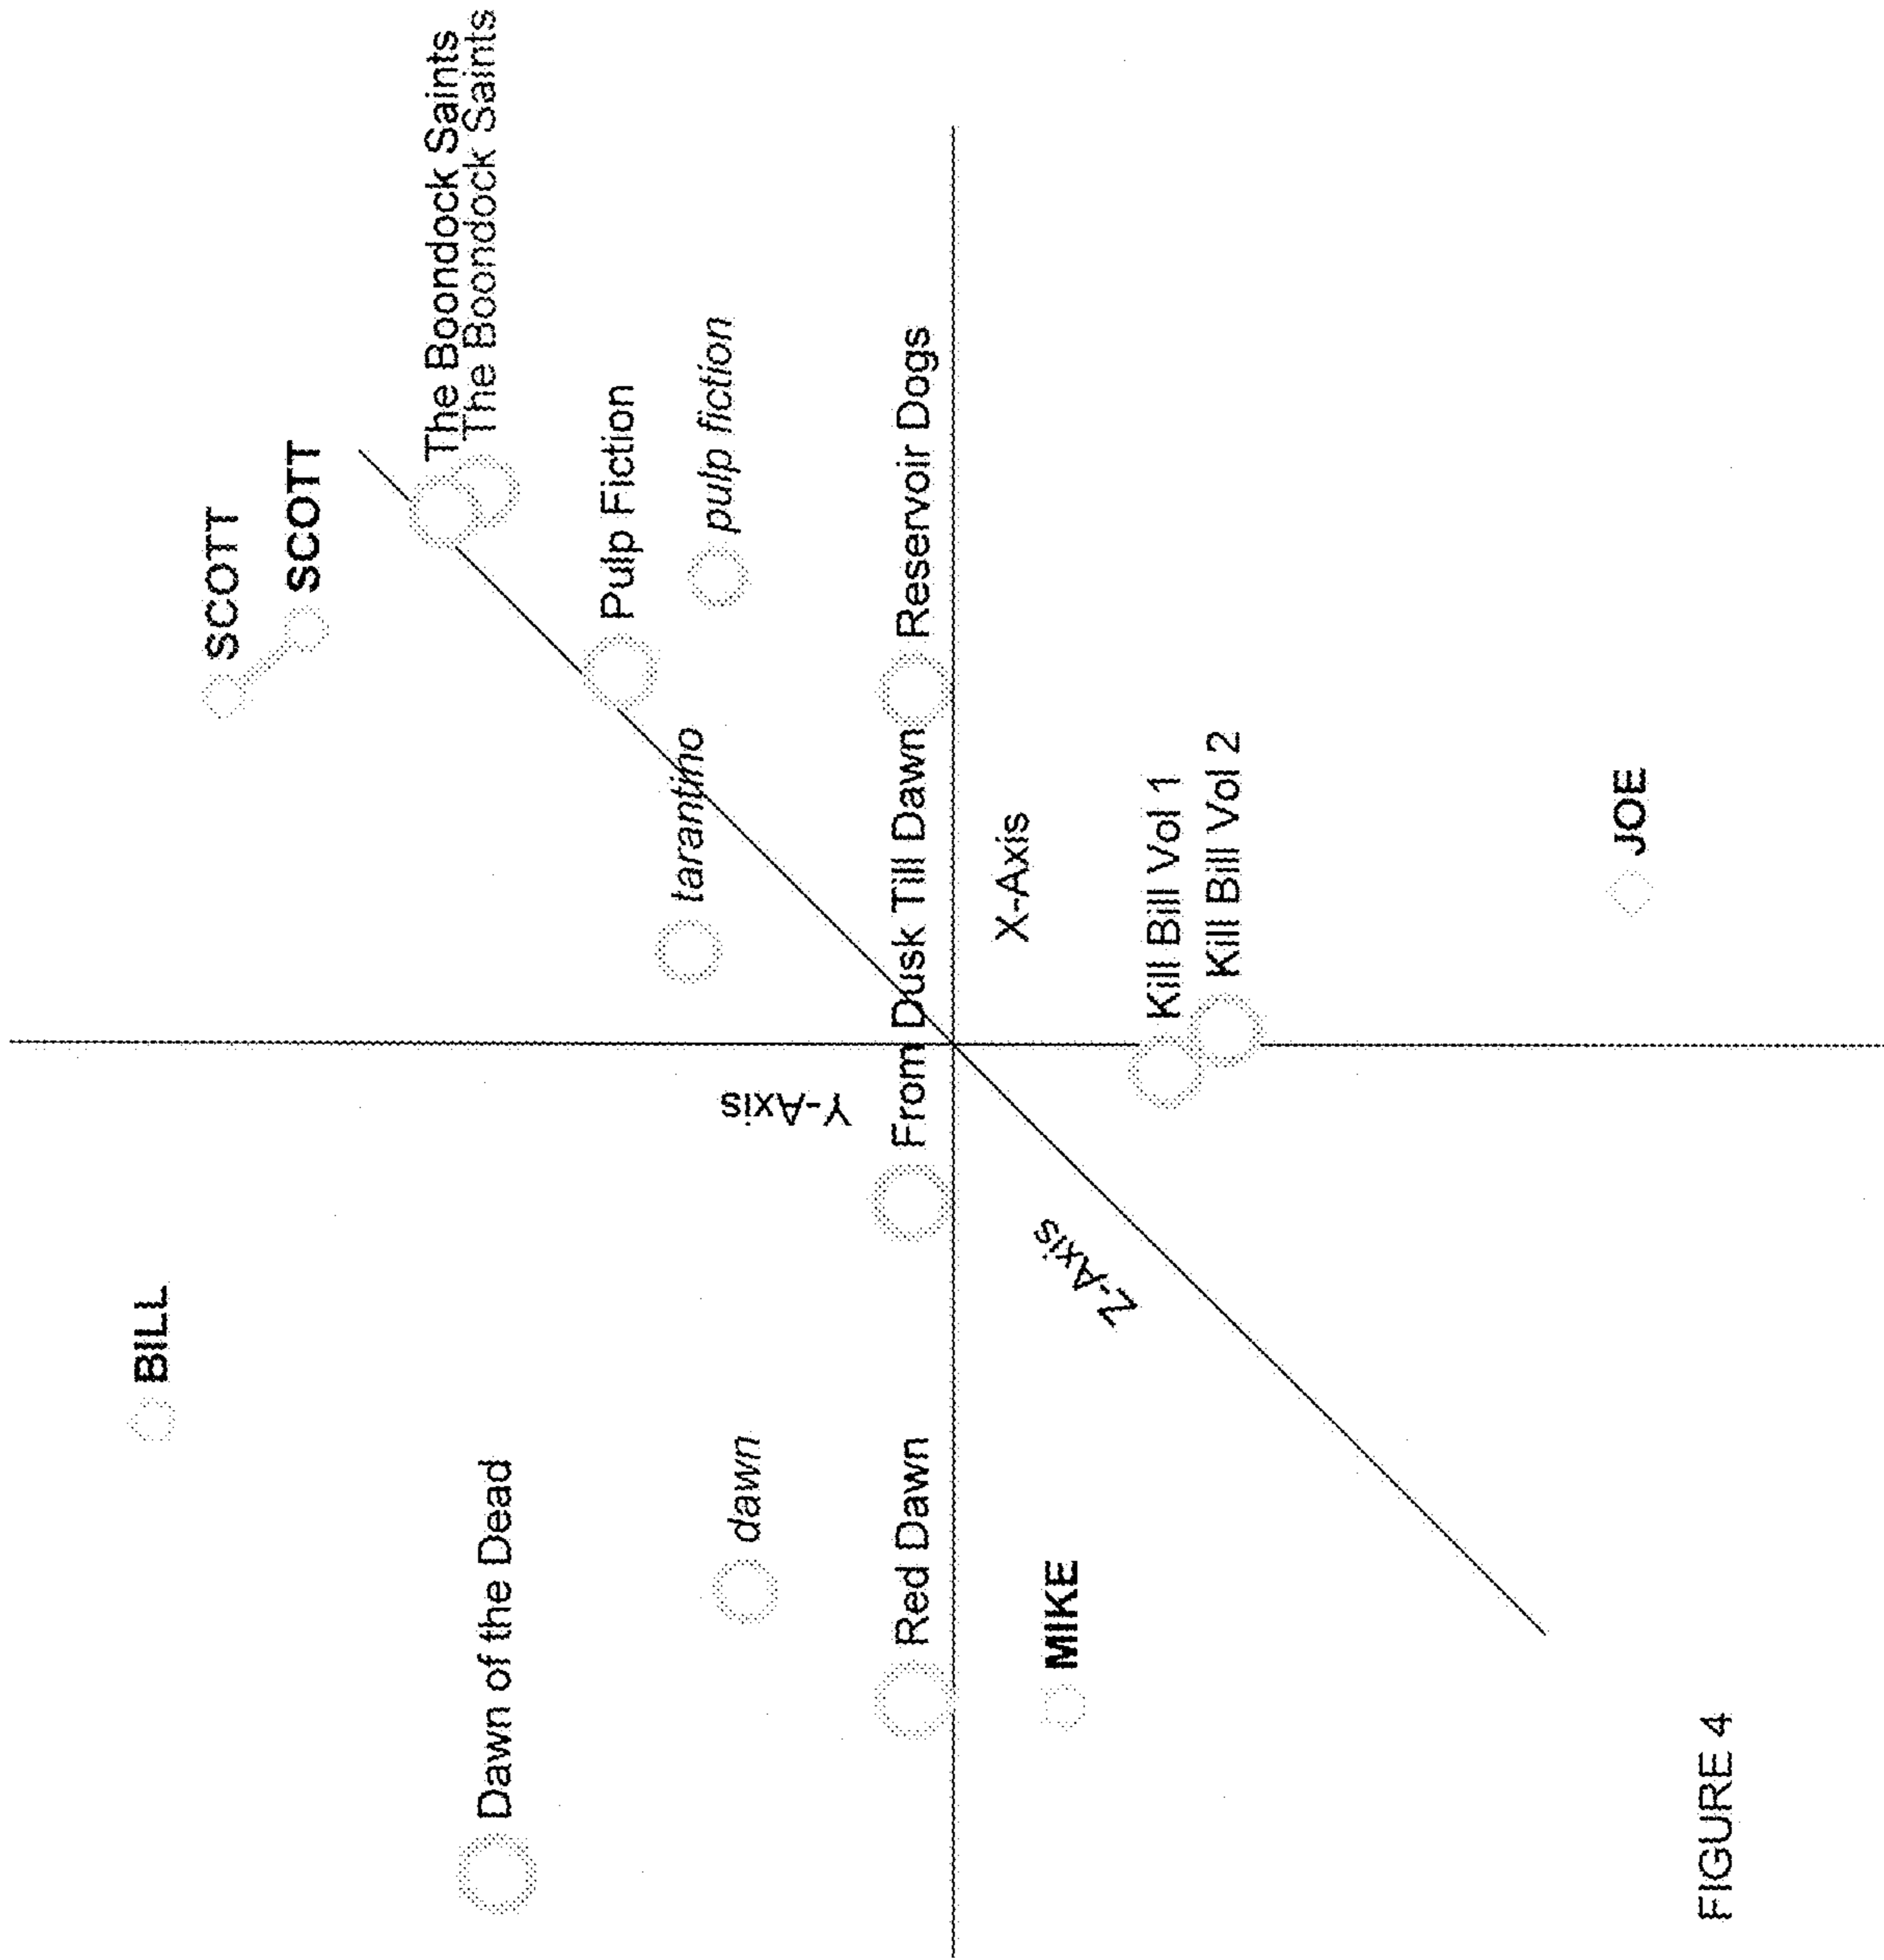 BILL
SCOTT
SCOTT
The Boondock Saints
The Boondock Saints
Dawn of the Dead
Pulp Fiction
tarantino
pulp fiction
dawn
Y-Axis
Red Dawn
From Dusk Till Dawn
Reservoir Dogs
X-Axis
MIKE
Z-Axis
Kill Bill Vol 1
Kill Bill Vol 2
JOE
FIGURE 4